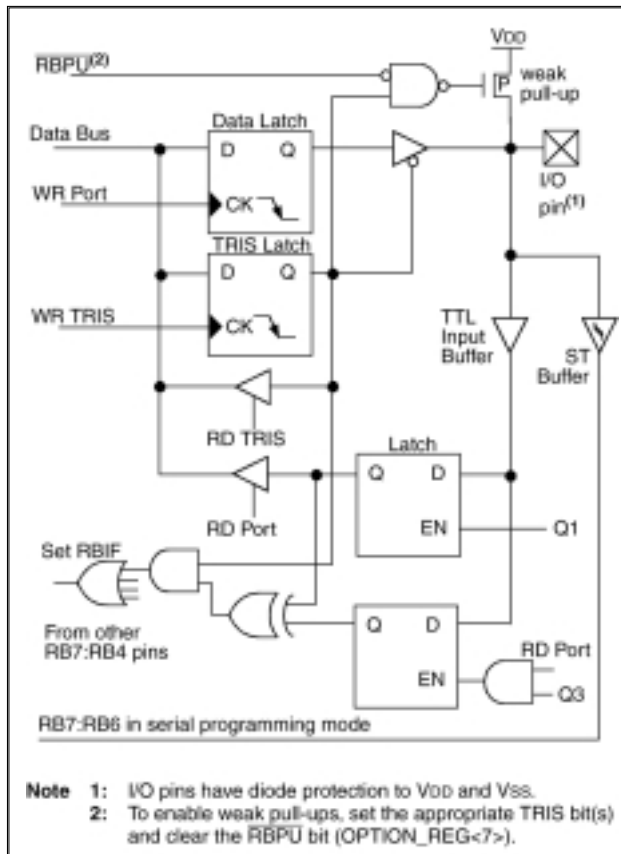 VDD
RBPU(2)
P
weak
pull-up
Data Latch
Data Bus
D
Q
I/O
pin(1)
WR Port
CK
TRIS Latch
D
Q
WR TRIS
CK
TTL
Input
Buffer
ST
Buffer
RD TRIS
Latch
Q
D
RD Port
EN
Q1
Set RBIF
From other
RB7:RB4 pins
Q
D
RD Port
EN
Q3
RB7:RB6 in serial programming mode
Note 1: I/O pins have diode protection to VDD and VSS.
2: To enable weak pull-ups, set the appropriate TRIS bit(s)
and clear the RBPU bit (OPTION_REG<7>).